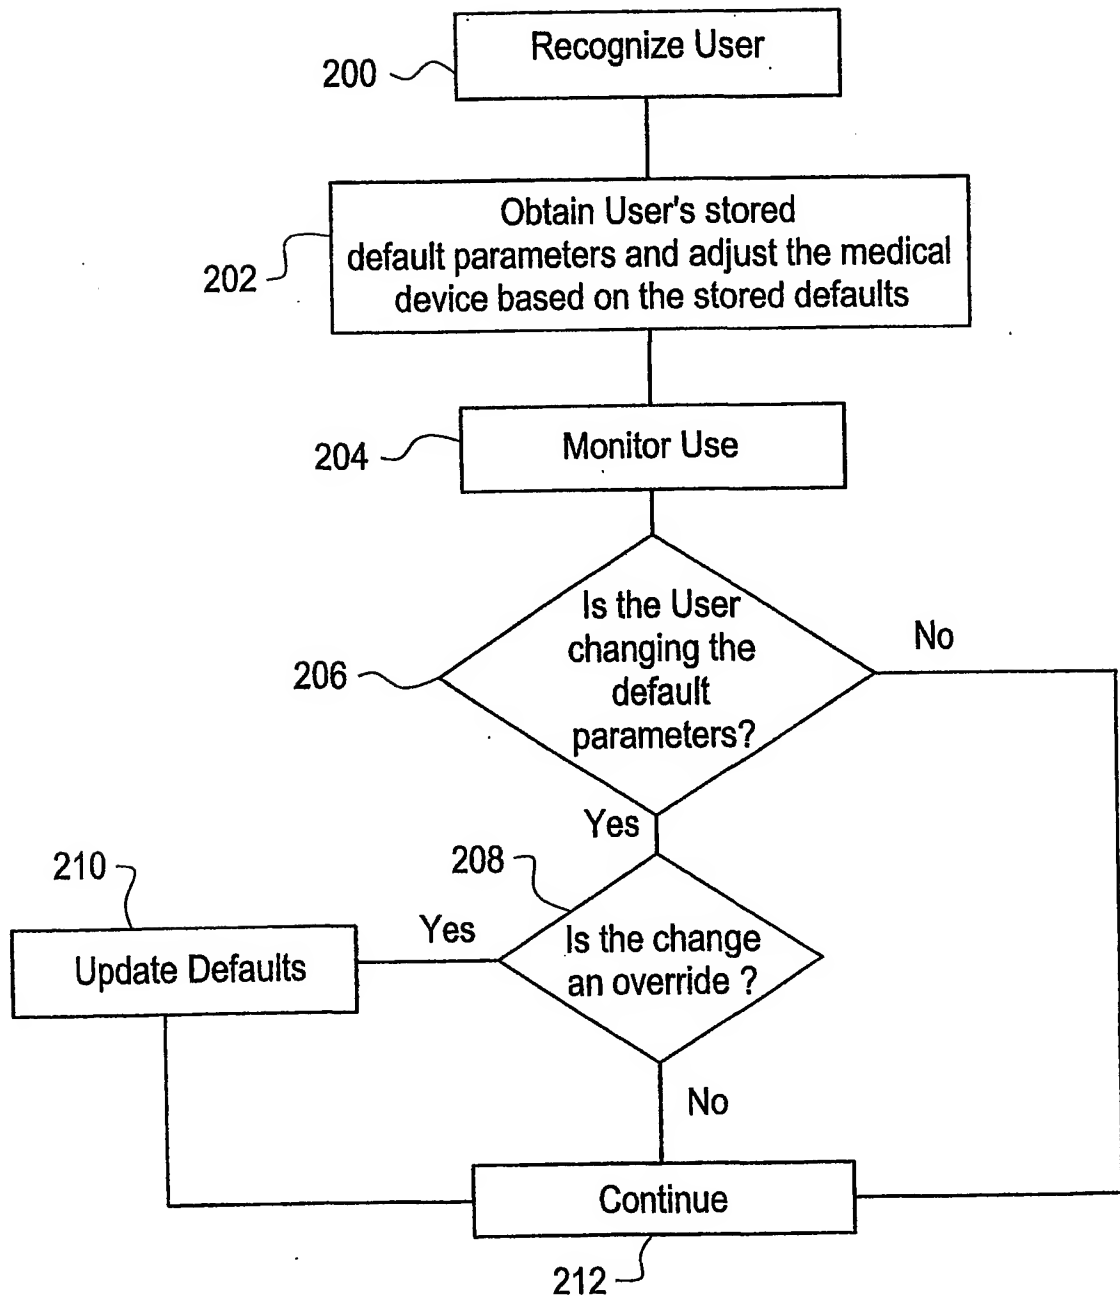 Recognize User
200
Obtain User's stored
default parameters and adjust the medical
device based on the stored defaults
202
Monitor Use
204
Is the User
changing the
default
parameters?
206
No
Yes
208
210
Yes
Is the change
an override ?
Update Defaults
No
Continue
212